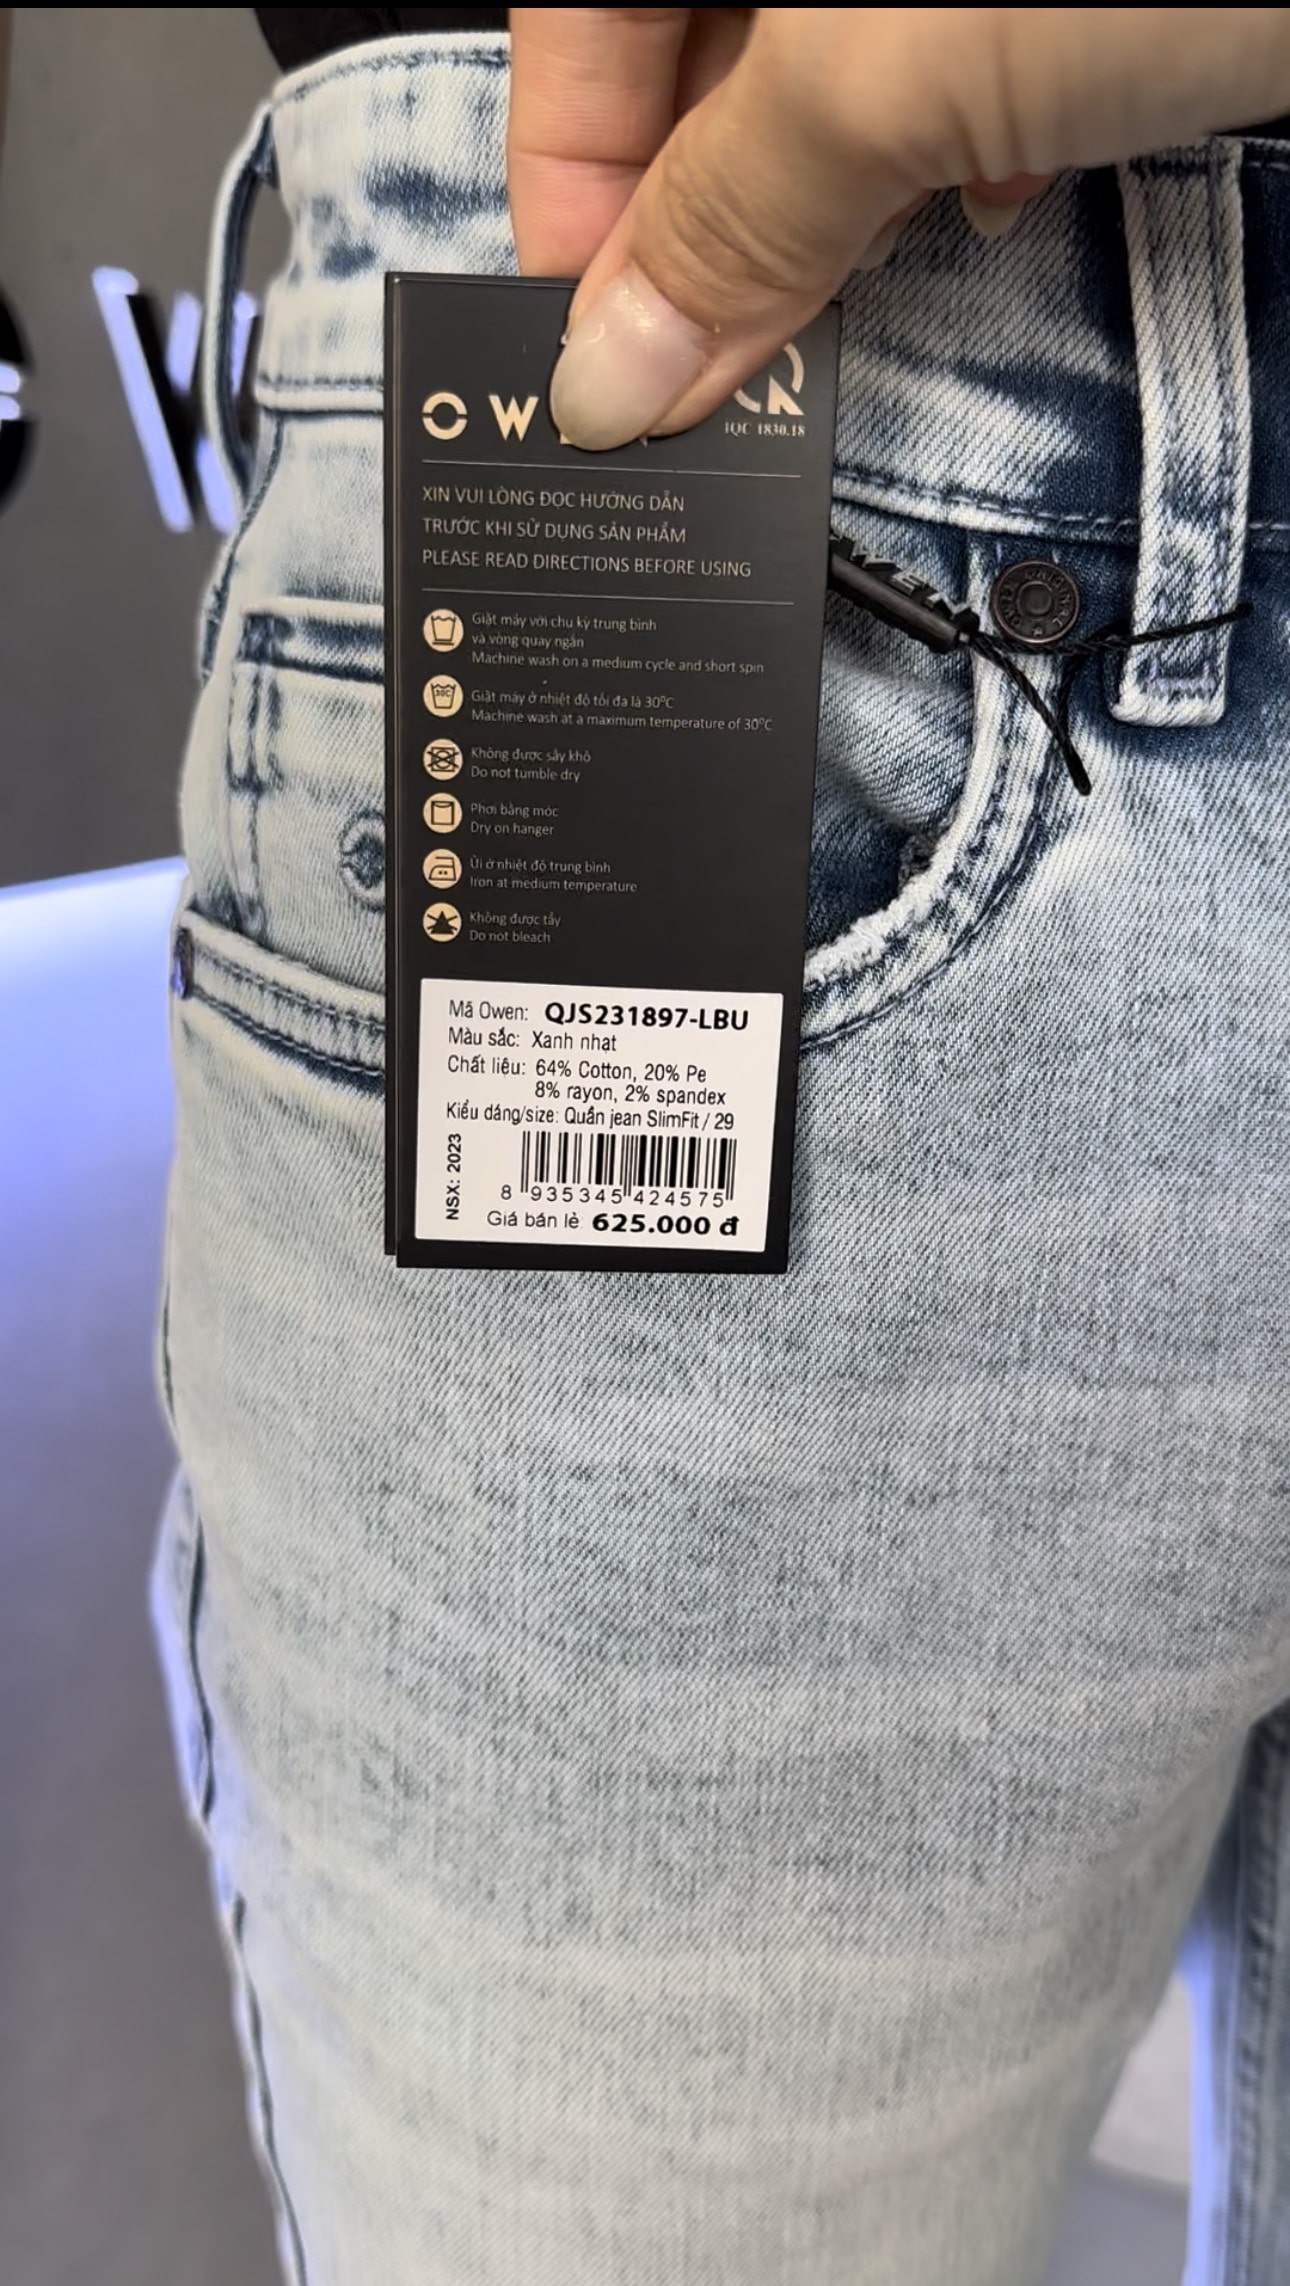 O W
IQC 1830.18
XIN VUI LÒNG ĐỌC HƯỚNG DẪN
TRƯỚC KHI SỬ DỤNG SẢN PHẨM
PLEASE READ DIRECTIONS BEFORE USING
Giặt máy với chu kỳ trung bình
và vòng quay ngắn
Machine wash on a medium cycle and short spin
30C
Giặt máy ở nhiệt độ tối đa là 30ºC
Machine wash at a maximum temperature of 30ºC
Không được sấy khô
Do not tumble dry
Phơi bằng móc
Dry on hanger
Ủi ở nhiệt độ trung bình
Iron at medium temperature
Không được tẩy
Do not bleach
Mã Owen: QJS231897-LBU
Màu sắc: Xanh nhạt
Chất liệu: 64% Cotton, 20% Pe
8% rayon, 2% spandex
Kiểu dáng/size: Quần jean SlimFit / 29
NSX: 2023
8 935345 424575
Giá bán lẻ 625.000 đ
OWEN
W